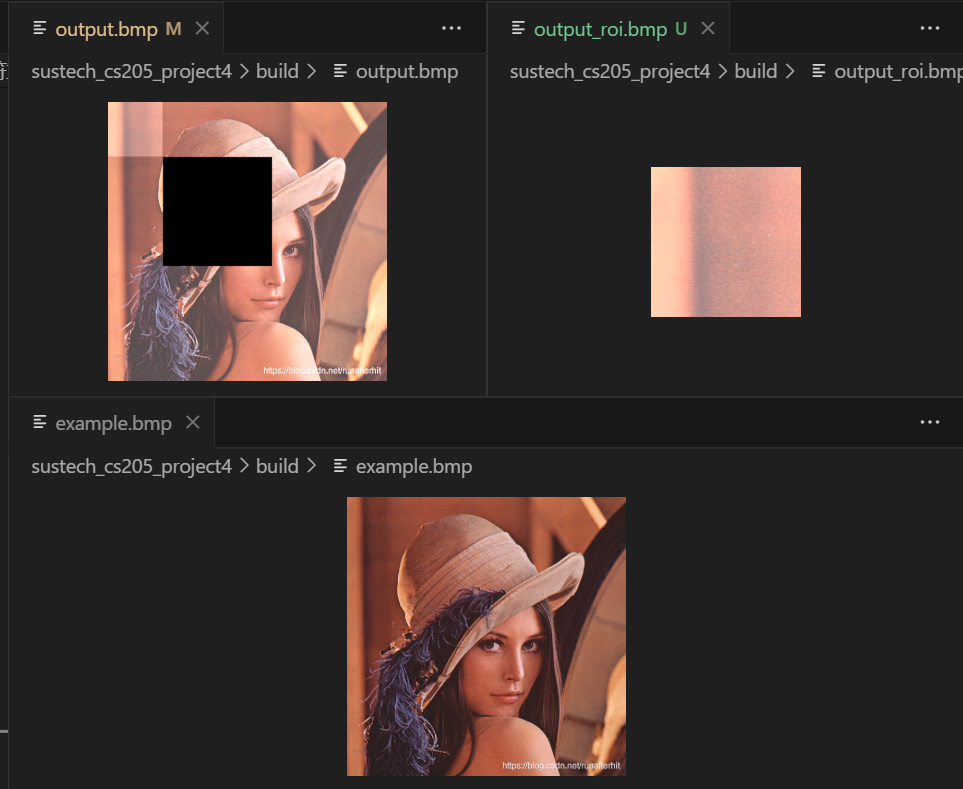 output.bmp M
output_roi.bmp U
sustech_cs205_project4 > build > output.bmp
sustech_cs205_project4 > build > output_roi.bmp
https://blog.csdn.net/runafterhit
example.bmp
sustech_cs205_project4 > build > example.bmp
https://blog.csdn.net/runafterhit